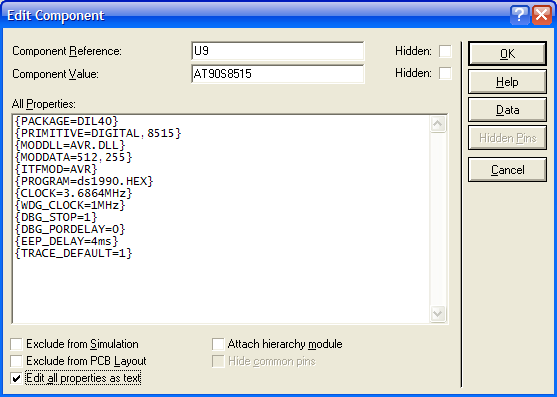 Edit Component
Component Reference: U9 Hidden:
Component Value: AT90S8515 Hidden:
OK
Help
Data
Hidden Pins
Cancel
All Properties:
{PACKAGE=DIL40}
{PRIMITIVE=DIGITAL,8515}
{MODDLL=AVR.DLL}
{MODDATA=512,255}
{ITFMOD=AVR}
{PROGRAM=ds1990.HEX}
{CLOCK=3.6864MHz}
{WDG_CLOCK=1MHz}
{DBG_STOP=1}
{DBG_PORDELAY=0}
{EEP_DELAY=4ms}
{TRACE_DEFAULT=1}
Exclude from Simulation Attach hierarchy module
Exclude from PCB Layout Hide common pins
Edit all properties as text